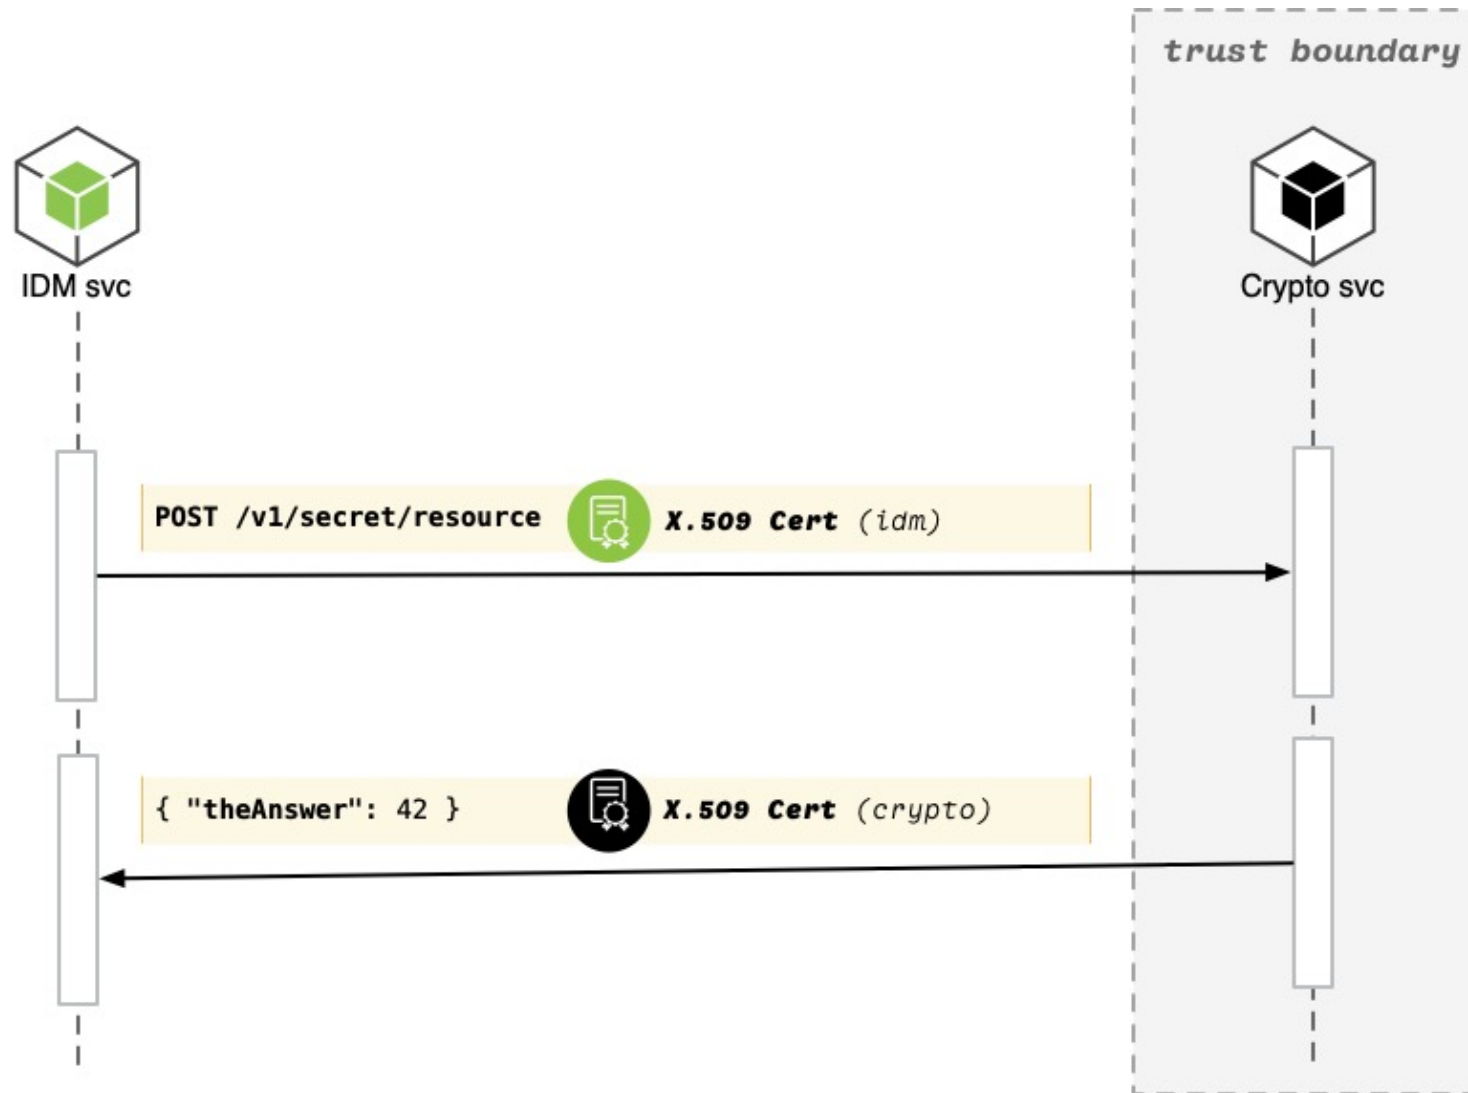 trust boundary
IDM svc
Crypto svc
POST /v1/secret/resource X.509 Cert (idm)
{ "theAnswer": 42 } X.509 Cert (crypto)